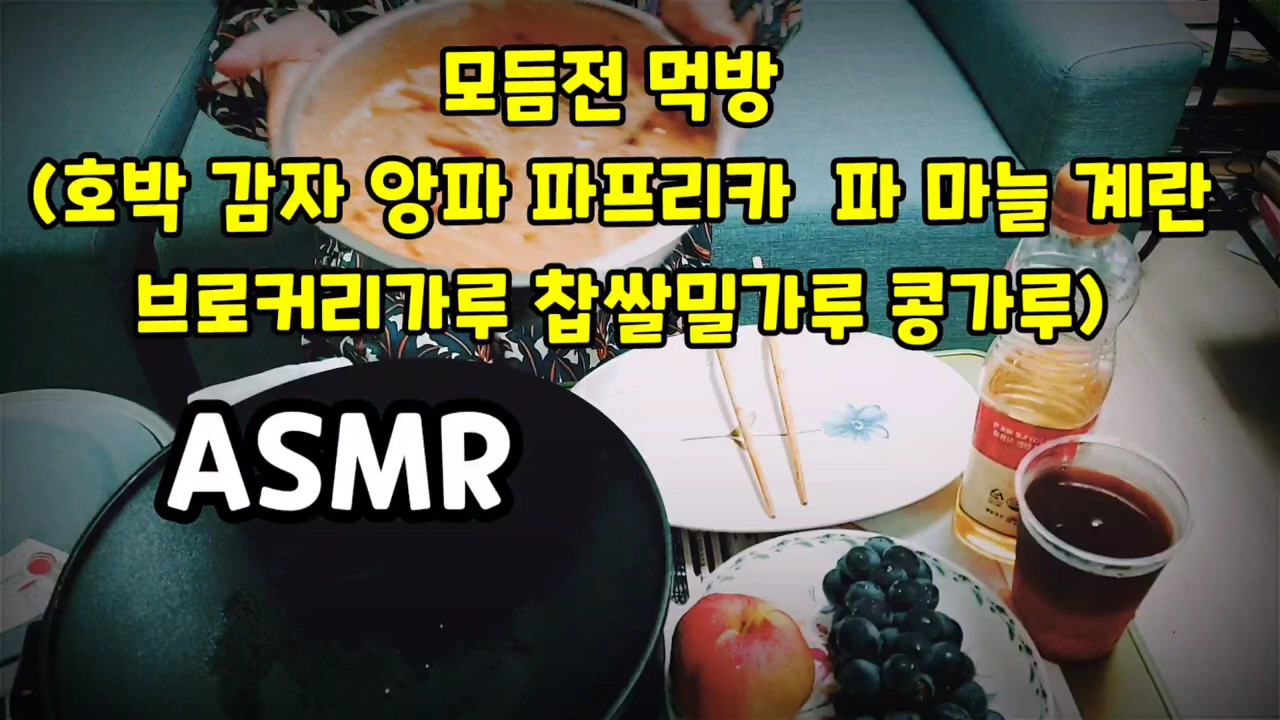 모듬전 먹방
(호박 감자 앙파 파프리카 파 마늘 계란
브로커리가루 찹쌀밀가루 콩가루)
ASMR